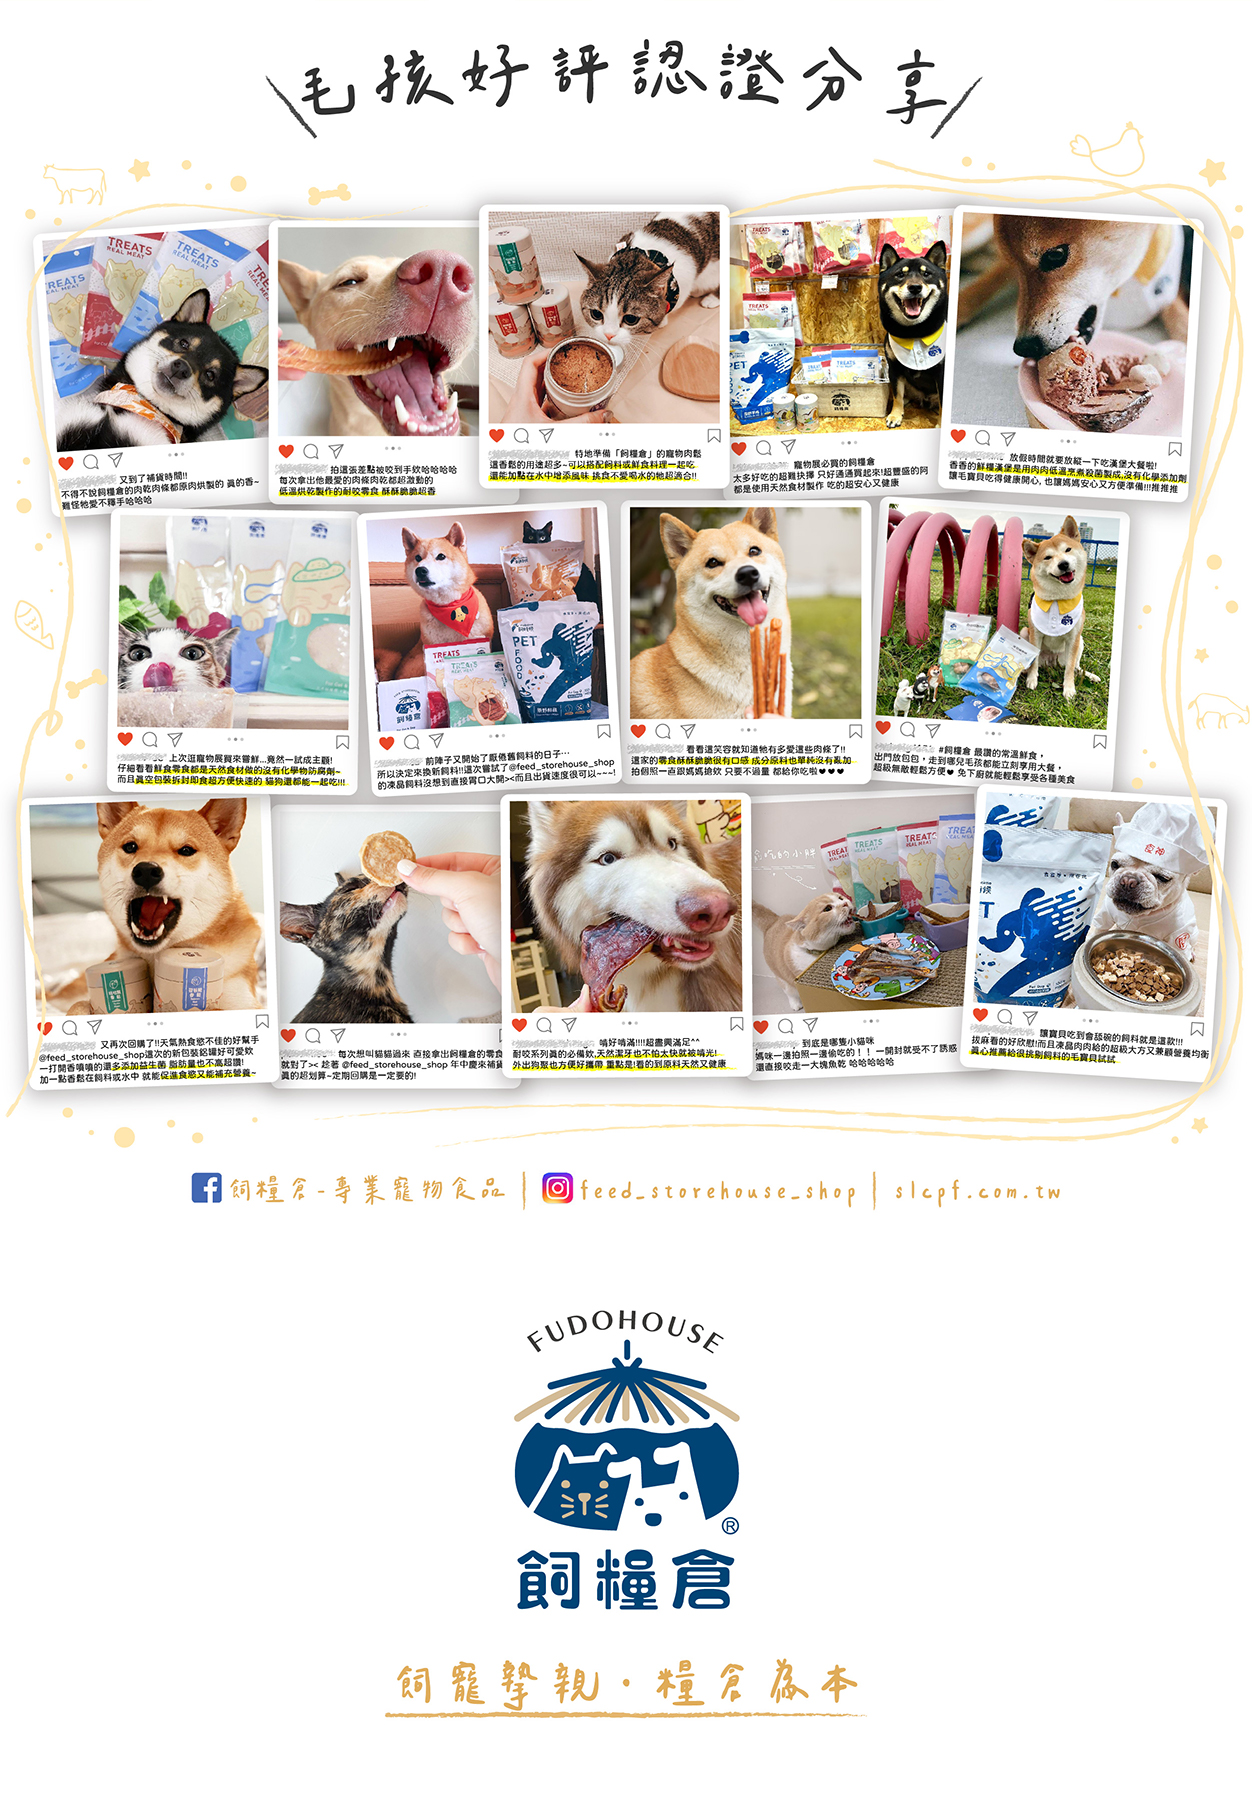 毛孩好評認證分享
又到了補貨時間!!
不得不說飼糧倉的肉乾肉條都原肉烘製的 真的香~
難怪牠愛不釋手哈哈哈
拍這張差點被咬到手欸哈哈哈哈
每次拿出他最愛的肉條肉乾都超激動的
低溫烘乾製作的耐咬零食 酥酥脆脆超香
特地準備「飼糧倉」的寵物肉鬆
這香鬆的用途超多~可以搭配飼料或鮮食料理一起吃
還能加點在水中增添風味 挑食不愛喝水的牠超適合!!
寵物展必買的飼糧倉
太多好吃的超難抉擇 只好通通買起來!超豐盛的阿
都是使用天然食材製作 吃的超安心又健康
放假時間就要放縱一下吃漢堡大餐啦!
香香的鮮糧漢堡是用肉肉低溫烹煮殺菌製成,沒有化學添加劑
讓毛寶貝吃得健康開心, 也讓媽媽安心又方便準備!!!推推推
上次逛寵物展買來嘗鮮...竟然一試成主顧!
仔細看看鮮食零食都是天然食材做的沒有化學物防腐劑~
而且真空包裝拆封即食超方便快速的 貓狗還都能一起吃!!!
前陣子又開始了厭倦舊飼料的日子⋯
所以決定來換新飼料!!這次嘗試了@feed_storehouse_shop
的凍晶飼料沒想到直接胃口大開><而且出貨速度很可以~~~!
看看這笑容就知道牠有多愛這些肉條了!!
這家的零食酥酥脆脆很有口感 成分原料也單純沒有亂加
拍個照一直跟媽媽搶欸 只要不過量 都給你吃啦❤❤❤
#飼糧倉 最讚的常溫鮮食，
出門放包包，走到哪兒毛孩都能立刻享用大餐，
超級無敵輕鬆方便❤ 免下廚就能輕鬆享受各種美食
又再次回購了!!天氣熱食慾不佳的好幫手
@feed_storehouse_shop這次的新包裝鋁罐好可愛欸
一打開香噴噴的還多添加益生菌 脂肪量也不高超讚!
加一點香鬆在飼料或水中 就能促進食慾又能補充營養~
每次想叫貓貓過來 直接拿出飼糧倉的零食
就對了>< 趁著 @feed_storehouse_shop 年中慶來補貨
真的超划算~定期回購是一定要的!
啃好啃滿!!!!超盡興滿足^^
耐咬系列真的必備欸,天然潔牙也不怕太快就被啃光!
外出狗聚也方便好攜帶 重點是!看的到原料天然又健康
到底是哪隻小貓咪
媽咪一邊拍照一邊偷吃的！！ 一開封就受不了誘惑
還直接咬走一大塊魚乾 哈哈哈哈哈
讓寶貝吃到會舔碗的飼料就是這款!!!
拔麻看的好欣慰!而且凍晶肉肉給的超級大方又兼顧營養均衡
真心推薦給很挑剔飼料的毛寶貝試試
飼糧倉-專業寵物食品 | feed_storehouse_shop | slcpf.com.tw
FUDOHOUSE
®
飼糧倉
飼寵摯親・糧倉為本